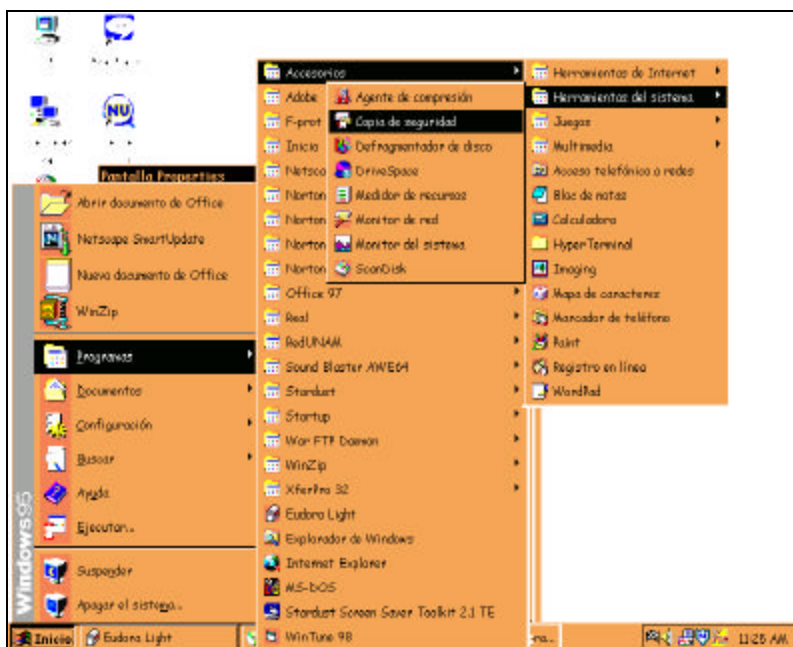 NU
Pantalla Properties
Abrir documento de Office
Netscape SmartUpdate
Nuevo documento de Office
WinZip
Programas
Documentos
Configuración
Buscar
Ayuda
Ejecutar...
Suspender
Apagar el sistema...
Windows95
Accesorios
Adobe
F-prot
Inicio
Netsca
Norton
Norton
Norton
Norton
Office 97
Real
RedUNAM
Sound Blaster AWE64
Stardust
Startup
War FTP Daemon
WinZip
XferPro 32
Eudora Light
Explorador de Windows
Internet Explorer
MS-DOS
Stardust Screen Saver Toolkit 2.1 TE
WinTune 98
Agente de compresión
Copia de seguridad
Defragmentador de disco
DriveSpace
Medidor de recursos
Monitor de red
Monitor del sistema
ScanDisk
Herramientas de Internet
Herramientas del sistema
Juegos
Multimedia
Acceso telefónico a redes
Bloc de notas
Calculadora
HyperTerminal
Imaging
Mapa de caracteres
Marcador de teléfono
Paint
Registro en línea
WordPad
Inicio
Eudora Light
11:25 AM